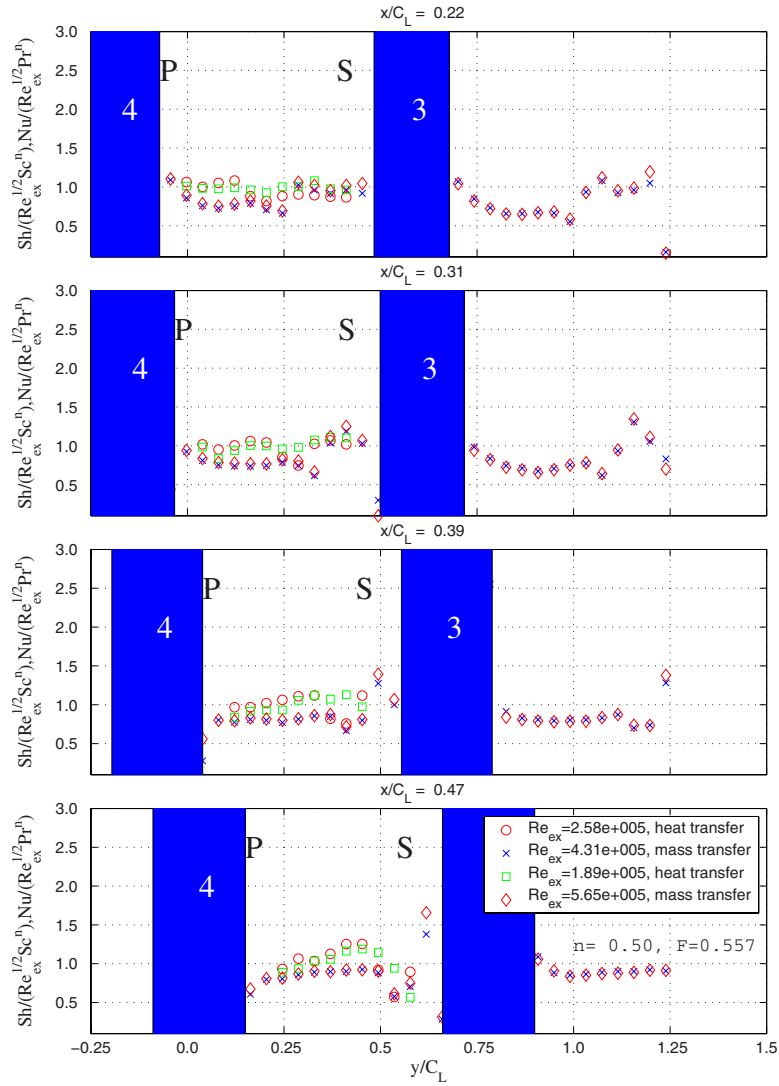 x/C_L = 0.22
3.0
2.5
2.0
1.5
1.0
0.5
Sh/(Re_ex^1/2 Sc^n),Nu/(Re_ex^1/2 Pr^n)
4
P
S
3
x/C_L = 0.31
3.0
2.5
2.0
1.5
1.0
0.5
Sh/(Re_ex^1/2 Sc^n),Nu/(Re_ex^1/2 Pr^n)
4
P
S
3
x/C_L = 0.39
3.0
2.5
2.0
1.5
1.0
0.5
Sh/(Re_ex^1/2 Sc^n),Nu/(Re_ex^1/2 Pr^n)
4
P
S
3
x/C_L = 0.47
3.0
2.5
2.0
1.5
1.0
0.5
Sh/(Re_ex^1/2 Sc^n),Nu/(Re_ex^1/2 Pr^n)
4
P
S
Re_ex=2.58e+005, heat transfer
Re_ex=4.31e+005, mass transfer
Re_ex=1.89e+005, heat transfer
Re_ex=5.65e+005, mass transfer
n= 0.50, F=0.557
−0.25 0.0 0.25 0.5 0.75 1.0 1.25 1.5
y/C_L